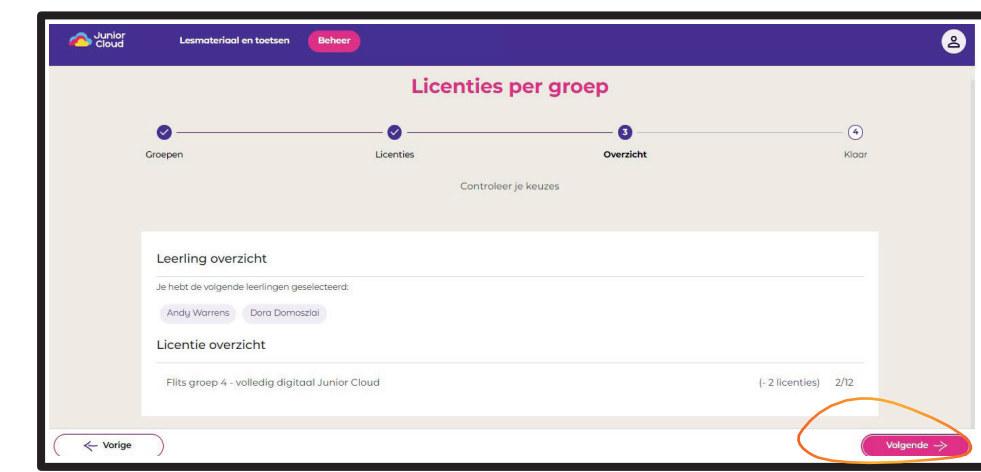 Junior
Cloud
Lesmateriaal en toetsen
Beheer
Licenties per groep
3
4
Groepen
Licenties
Overzicht
Klaar
Controleer je keuzes
Leerling overzicht
Je hebt de volgende leerlingen geselecteerd:
Andy Warrens
Dora Domoszlai
Licentie overzicht
Flits groep 4 - volledig digitaal Junior Cloud
(- 2 licenties)
2/12
← Vorige
Volgende →